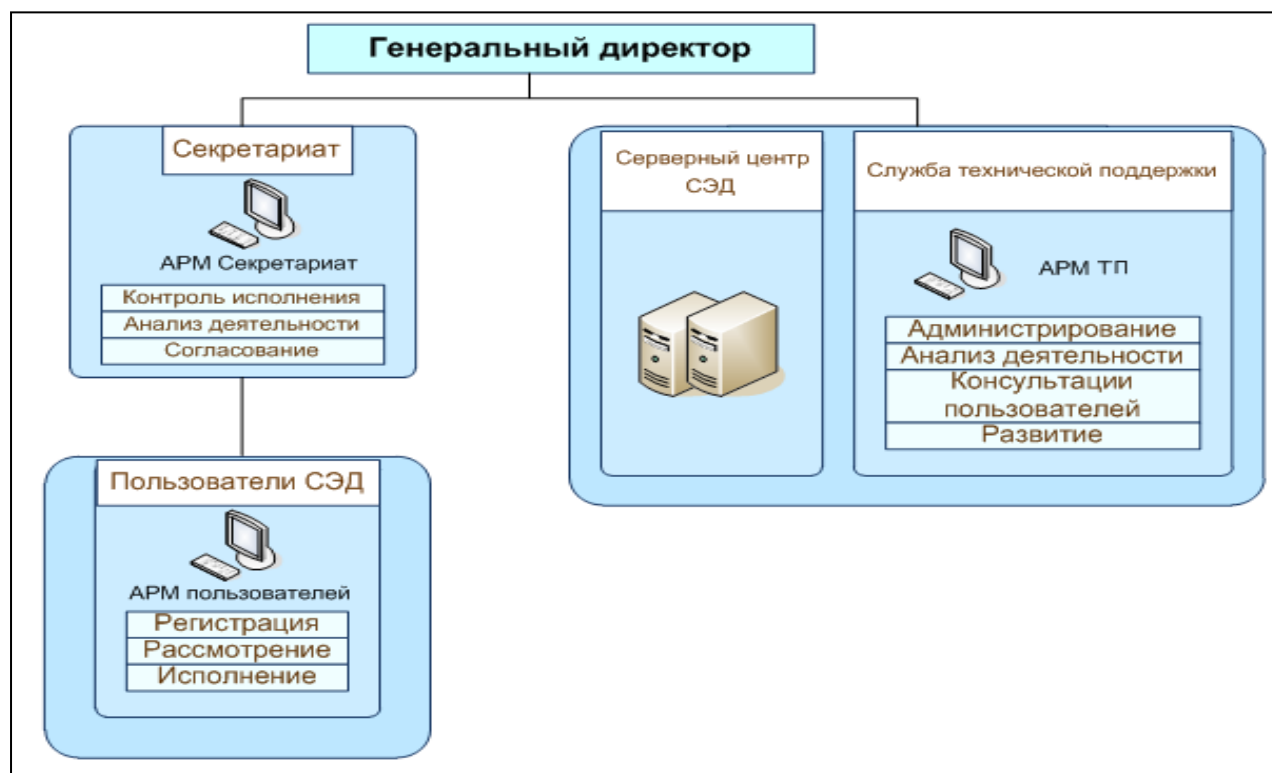 Генеральный директор
Секретариат
АРМ Секретариат
Контроль исполнения
Анализ деятельности
Согласование
Пользователи СЭД
АРМ пользователей
Регистрация
Рассмотрение
Исполнение
Серверный центр
СЭД
Служба технической поддержки
АРМ ТП
Администрирование
Анализ деятельности
Консультации
пользователей
Развитие